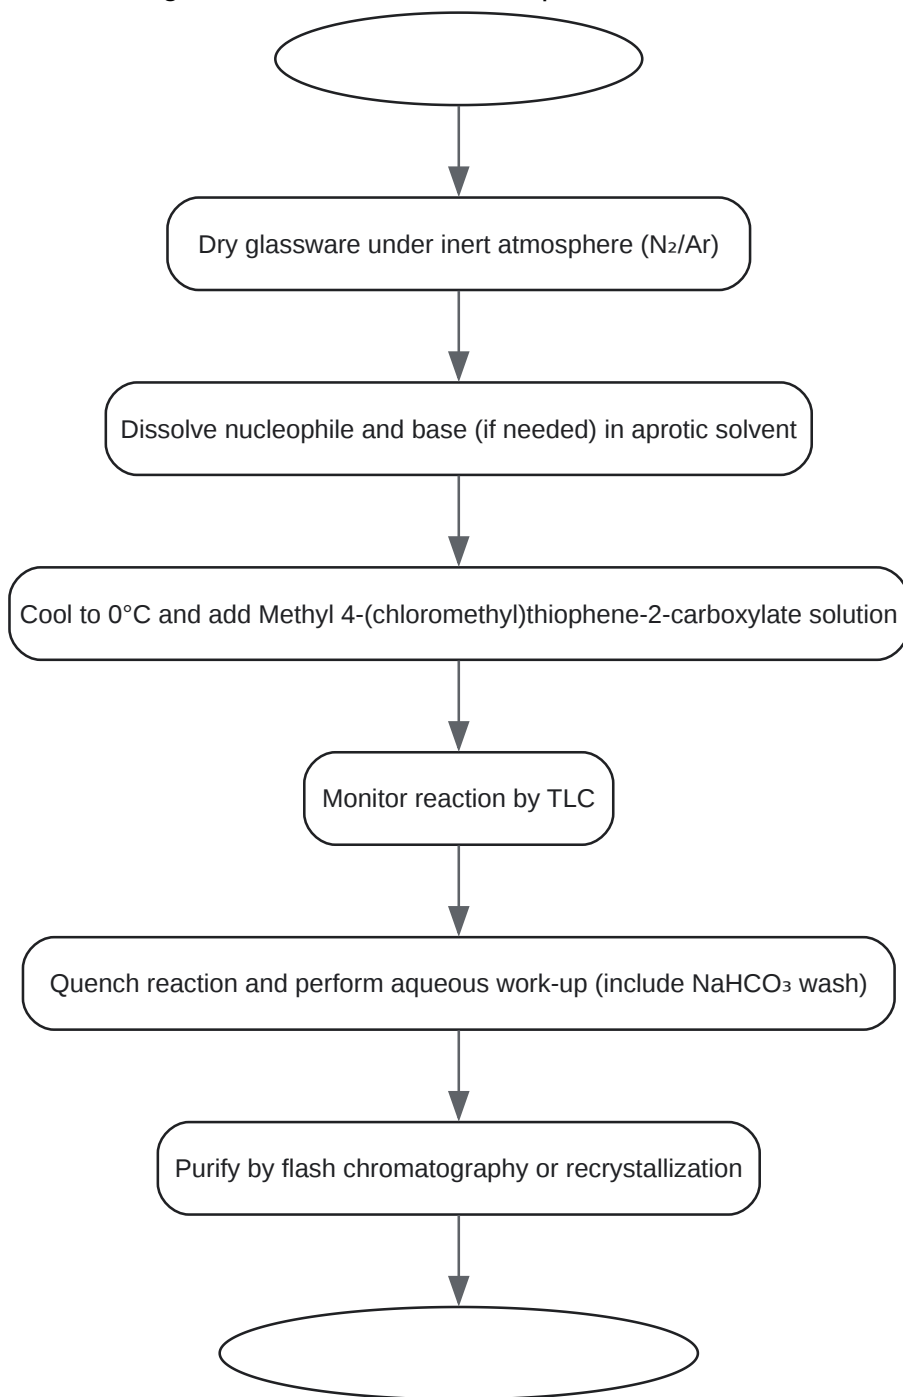 Dry glassware under inert atmosphere (N₂/Ar)
Dissolve nucleophile and base (if needed) in aprotic solvent
Cool to 0°C and add Methyl 4-(chloromethyl)thiophene-2-carboxylate solution
Monitor reaction by TLC
Quench reaction and perform aqueous work-up (include NaHCO₃ wash)
Purify by flash chromatography or recrystallization